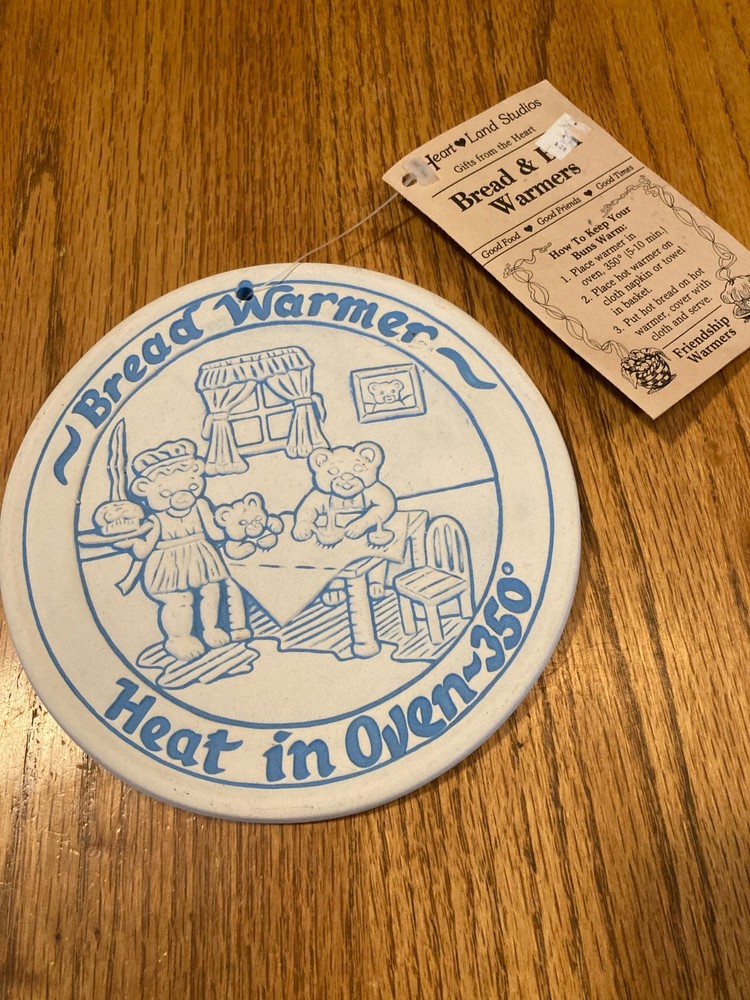 ~ Bread Warmer ~
Heat in Oven~350°
Heart ♥ Land Studios
Gifts from the Heart
Bread &
Warmers
Good Food ♥ Good Friends ♥ Good Times
How To Keep Your
Buns Warm:
1. Place warmer in
oven, 350° (5-10 min.)
2. Place hot warmer on
cloth napkin or towel
in basket.
3. Put hot bread on hot
warmer, cover with
cloth and serve.
Friendship
Warmers